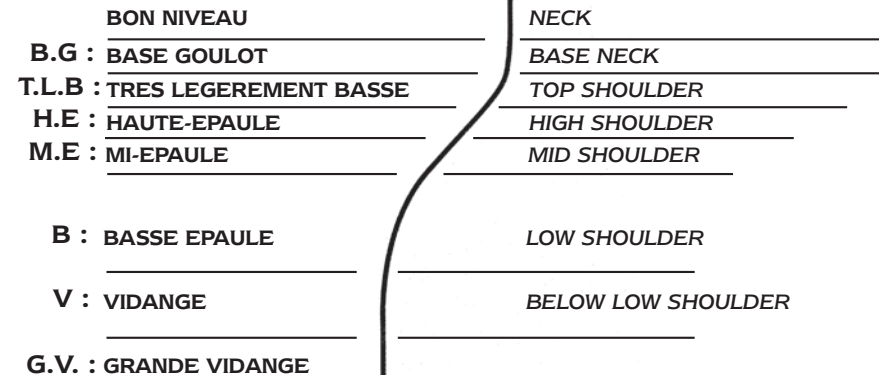 BON NIVEAU NECK
B.G : BASE GOULOT BASE NECK
T.L.B : TRES LEGEREMENT BASSE TOP SHOULDER
H.E : HAUTE-EPAULE HIGH SHOULDER
M.E : MI-EPAULE MID SHOULDER
B : BASSE EPAULE LOW SHOULDER
V : VIDANGE BELOW LOW SHOULDER
G.V. : GRANDE VIDANGE